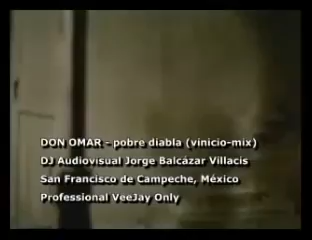 DON OMAR - pobre diabla (vinicio-mix)
DJ Audiovisual Jorge Balcázar Villacis
San Francisco de Campeche, México
Professional VeeJay Only